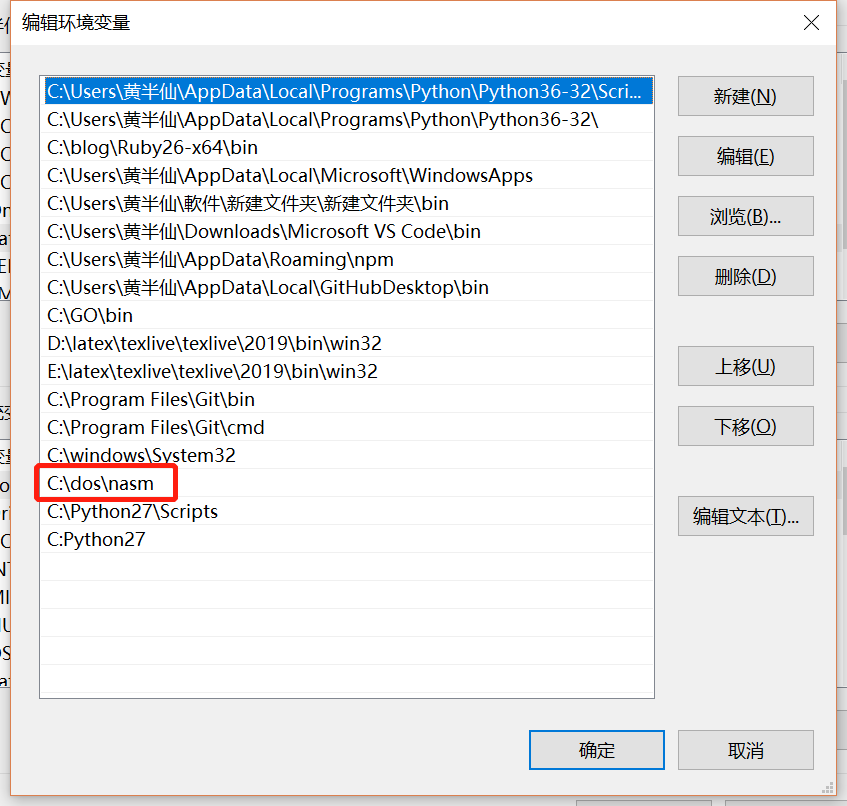 编辑环境变量
C:\Users\黄半仙\AppData\Local\Programs\Python\Python36-32\Scri...
C:\Users\黄半仙\AppData\Local\Programs\Python\Python36-32\
C:\blog\Ruby26-x64\bin
C:\Users\黄半仙\AppData\Local\Microsoft\WindowsApps
C:\Users\黄半仙\軟件\新建文件夹\新建文件夹\bin
C:\Users\黄半仙\Downloads\Microsoft VS Code\bin
C:\Users\黄半仙\AppData\Roaming\npm
C:\Users\黄半仙\AppData\Local\GitHubDesktop\bin
C:\GO\bin
D:\latex\texlive\texlive\2019\bin\win32
E:\latex\texlive\texlive\2019\bin\win32
C:\Program Files\Git\bin
C:\Program Files\Git\cmd
C:\windows\System32
C:\dos\nasm
C:\Python27\Scripts
C:Python27
新建(N)
编辑(E)
浏览(B)...
删除(D)
上移(U)
下移(O)
编辑文本(T)...
确定
取消